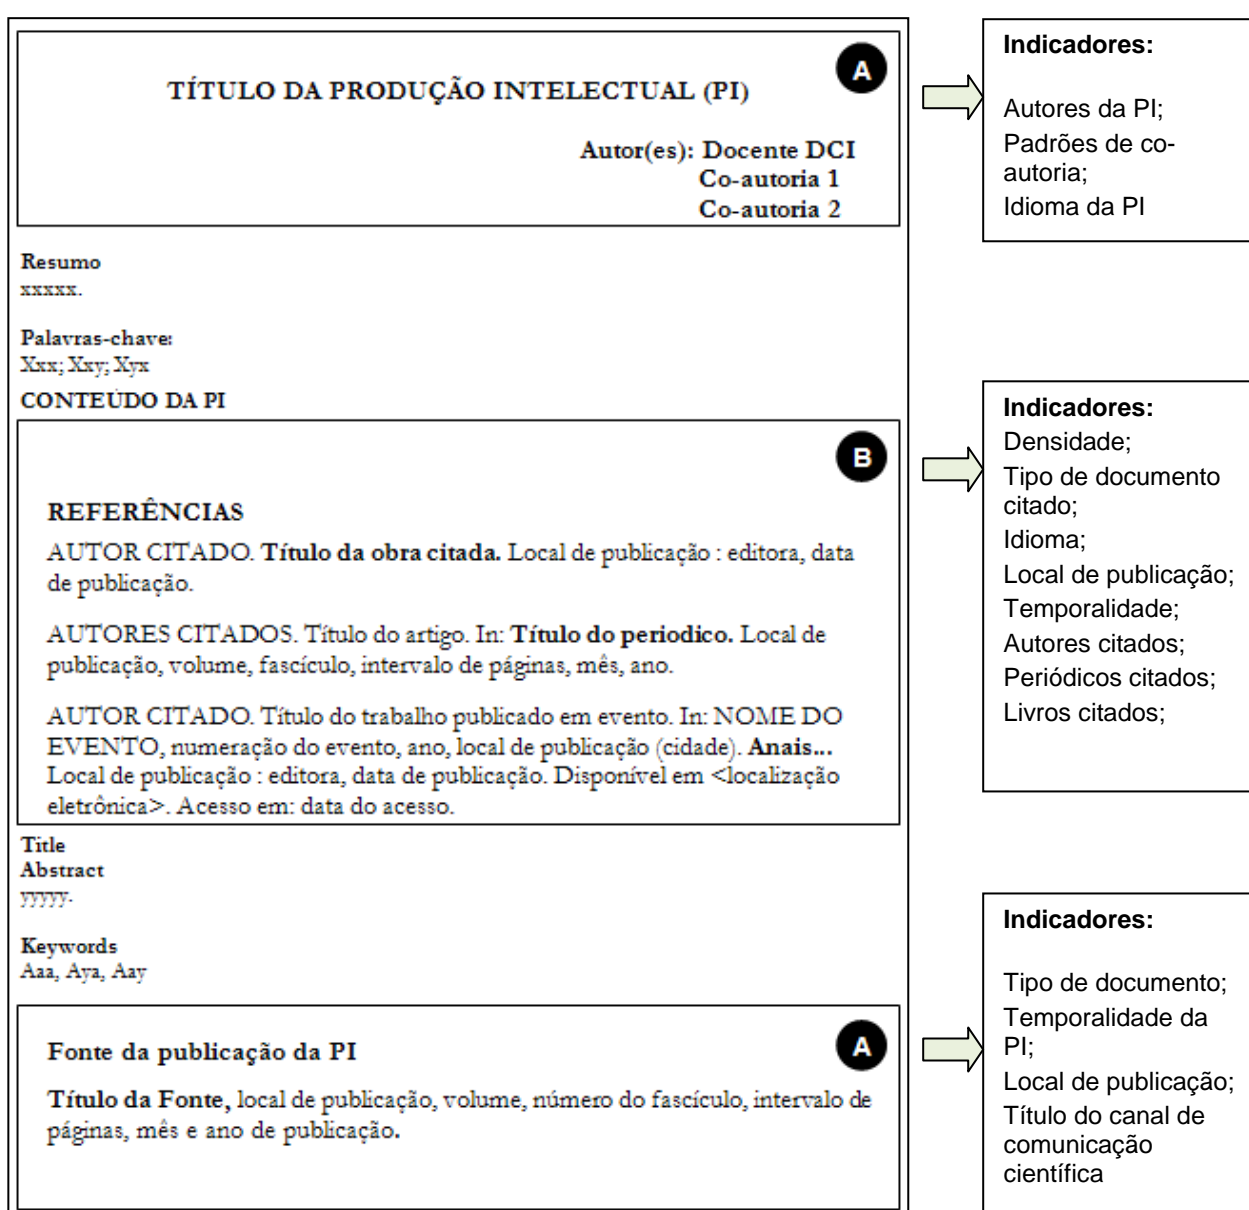 A
TÍTULO DA PRODUÇÃO INTELECTUAL (PI)
Autor(es): Docente DCI
Co-autoria 1
Co-autoria 2
Indicadores:
Autores da PI;
Padrões de co-
autoria;
Idioma da PI
Resumo
xxxxx.
Palavras-chave:
Xxx; Xxy; Xyx
CONTEÚDO DA PI
B
REFERÊNCIAS
AUTOR CITADO. Título da obra citada. Local de publicação : editora, data
de publicação.
AUTORES CITADOS. Título do artigo. In: Título do periodico. Local de
publicação, volume, fascículo, intervalo de páginas, mês, ano.
AUTOR CITADO. Título do trabalho publicado em evento. In: NOME DO
EVENTO, numeração do evento, ano, local de publicação (cidade). Anais...
Local de publicação : editora, data de publicação. Disponível em <localização
eletrônica>. Acesso em: data do acesso.
Indicadores:
Densidade;
Tipo de documento
citado;
Idioma;
Local de publicação;
Temporalidade;
Autores citados;
Periódicos citados;
Livros citados;
Title
Abstract
yyyyy.
Keywords
Aaa, Aya, Aay
A
Fonte da publicação da PI
Título da Fonte, local de publicação, volume, número do fascículo, intervalo de
páginas, mês e ano de publicação.
Indicadores:
Tipo de documento;
Temporalidade da
PI;
Local de publicação;
Título do canal de
comunicação
científica